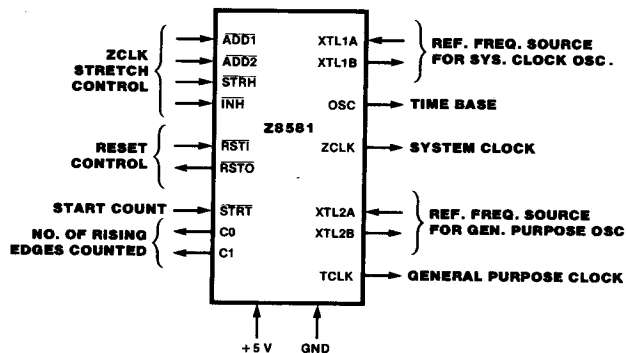 ZCLK
STRETCH
CONTROL
ADD1
ADD2
STRH
INH
RESET
CONTROL
RSTI
RSTO
START COUNT
STRT
NO. OF RISING
EDGES COUNTED
C0
C1
Z8581
XTL1A
XTL1B
REF. FREQ. SOURCE
FOR SYS. CLOCK OSC.
OSC
TIME BASE
ZCLK
SYSTEM CLOCK
XTL2A
XTL2B
REF. FREQ. SOURCE
FOR GEN. PURPOSE OSC
TCLK
GENERAL PURPOSE CLOCK
+5 V
GND